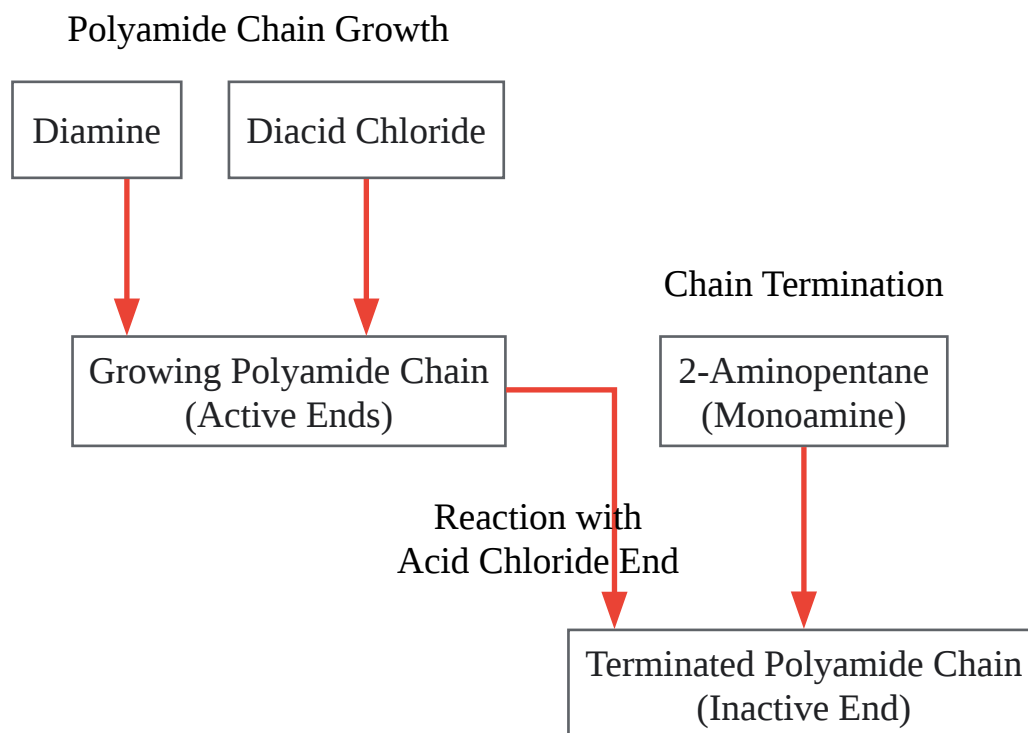 Polyamide Chain Growth
Diamine
Diacid Chloride
Chain Termination
Growing Polyamide Chain
(Active Ends)
2-Aminopentane
(Monoamine)
Reaction with
Acid Chloride End
Terminated Polyamide Chain
(Inactive End)